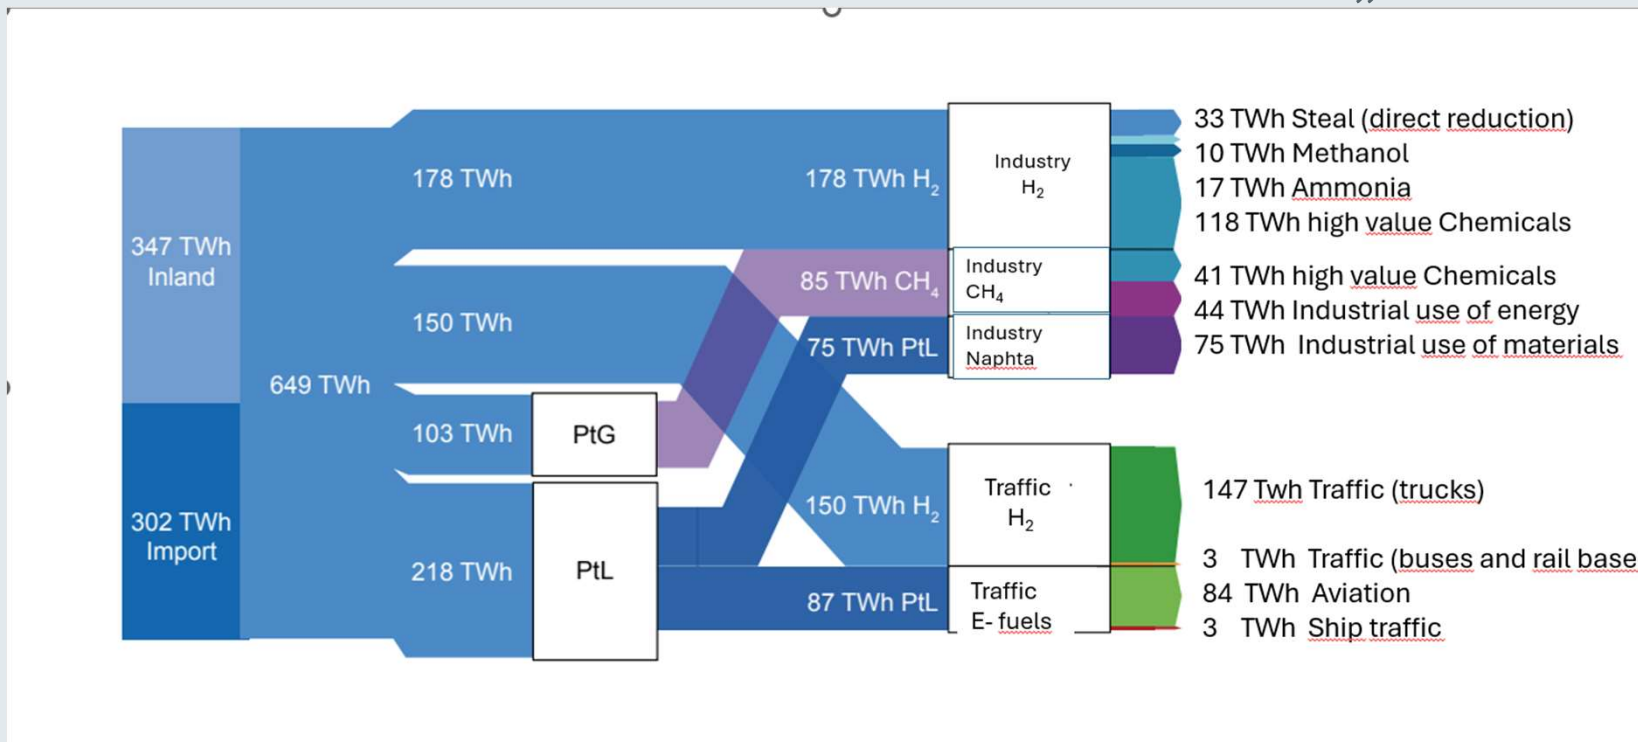 347 TWh
Inland
302 TWh
Import
649 TWh
178 TWh
150 TWh
103 TWh
218 TWh
PtG
PtL
178 TWh H₂
85 TWh CH₄
75 TWh PtL
150 TWh H₂
87 TWh PtL
Industry
H₂
Industry
CH₄
Industry
Naphta
Traffic
H₂
Traffic
E- fuels
33 TWh Steal (direct reduction)
10 TWh Methanol
17 TWh Ammonia
118 TWh high value Chemicals
41 TWh high value Chemicals
44 TWh Industrial use of energy
75 TWh Industrial use of materials
147 Twh Traffic (trucks)
3 TWh Traffic (buses and rail base
84 TWh Aviation
3 TWh Ship traffic